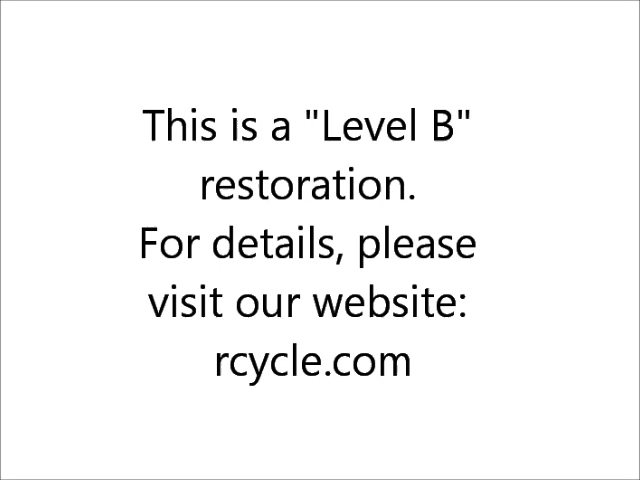 This is a "Level B"
restoration.
For details, please
visit our website:
rcycle.com